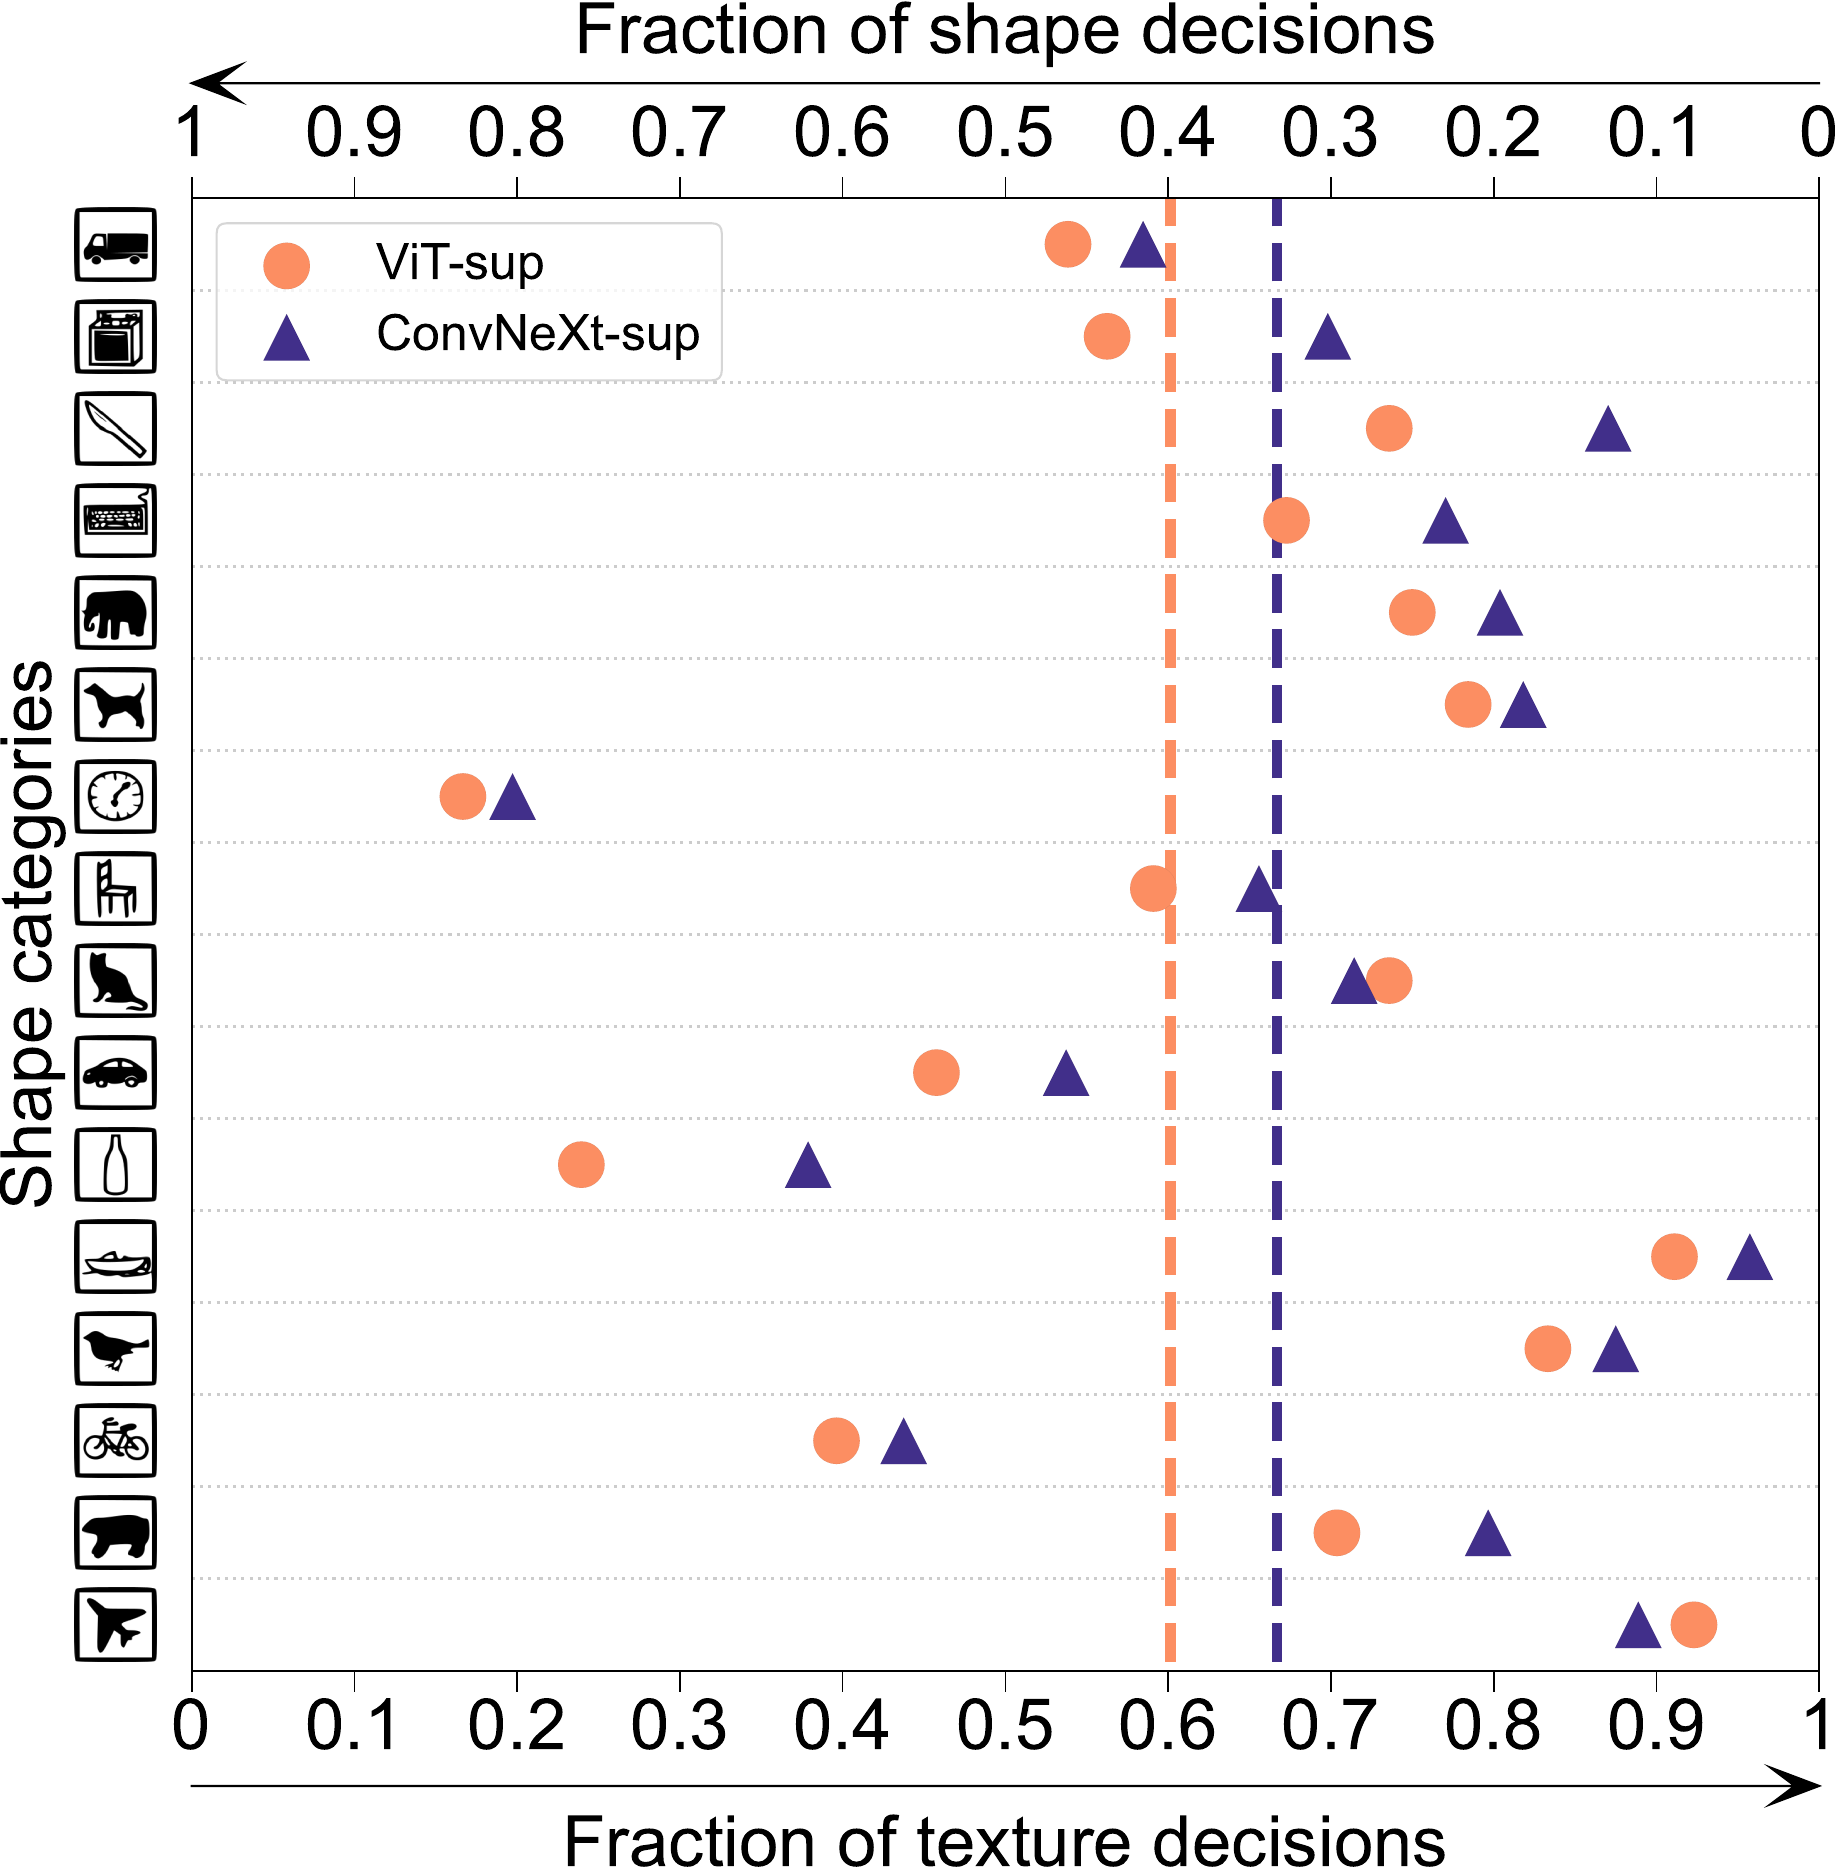 Fraction of shape decisions
1 0.9 0.8 0.7 0.6 0.5 0.4 0.3 0.2 0.1 0
ViT-sup
ConvNeXt-sup
Shape categories
0 0.1 0.2 0.3 0.4 0.5 0.6 0.7 0.8 0.9 1
Fraction of texture decisions